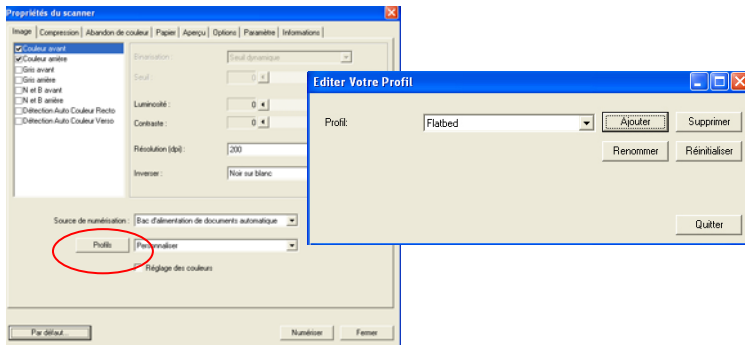 Propriétés du scanner
Image Compression Abandon de couleur Papier Aperçu Options Paramètre Informations
Couleur avant
Couleur arrière
Gris avant
Gris arrière
N et B avant
N et B arrière
Détection Auto Couleur Recto
Détection Auto Couleur Verso
Binarisation :
Seuil dynamique
Seuil :
0
Luminosité :
0
Contraste :
0
Résolution (dpi) :
200
Inverser :
Noir sur blanc
Source de numérisation :
Bac d'alimentation de documents automatique
Profils
Personnaliser
Réglage des couleurs
Par défaut...
Numériser
Fermer
Editer Votre Profil
Profil:
Flatbed
Ajouter
Supprimer
Renommer
Réinitialiser
Quitter